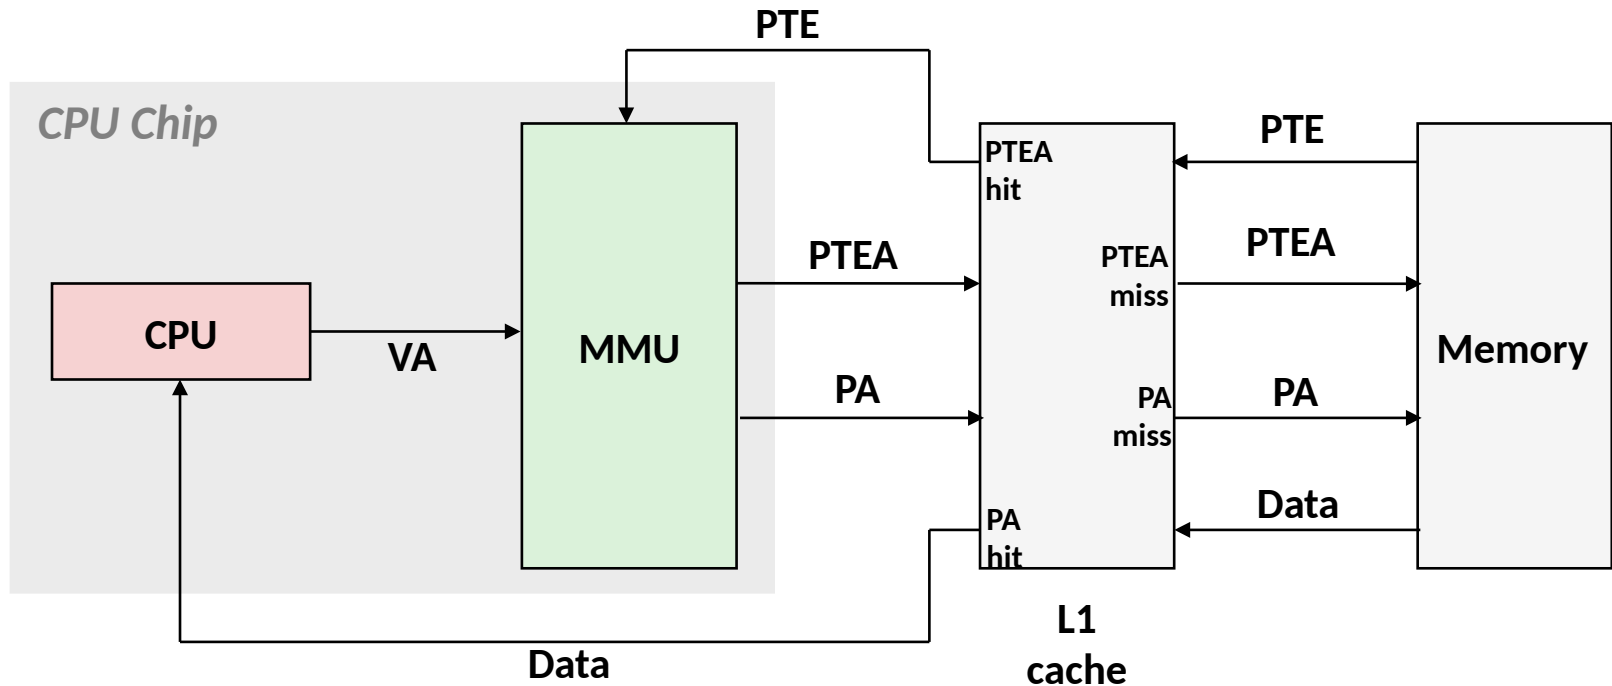 PTE
CPU Chip
PTEA
hit
PTE
PTEA
PTEA
miss
PTEA
CPU
VA
MMU
Memory
PA
PA
miss
PA
PA
hit
Data
L1
cache
Data